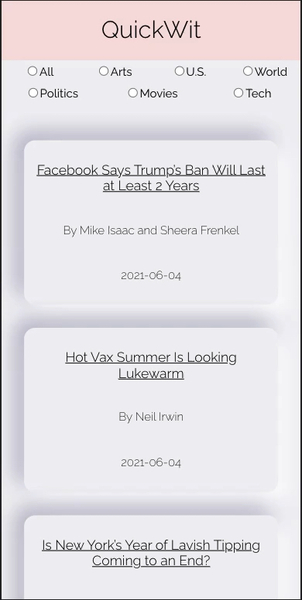 QuickWit
All Arts U.S. World
Politics Movies Tech
Facebook Says Trump's Ban Will Last
at Least 2 Years
By Mike Isaac and Sheera Frenkel
2021-06-04
Hot Vax Summer Is Looking
Lukewarm
By Neil Irwin
2021-06-04
Is New York's Year of Lavish Tipping
Coming to an End?